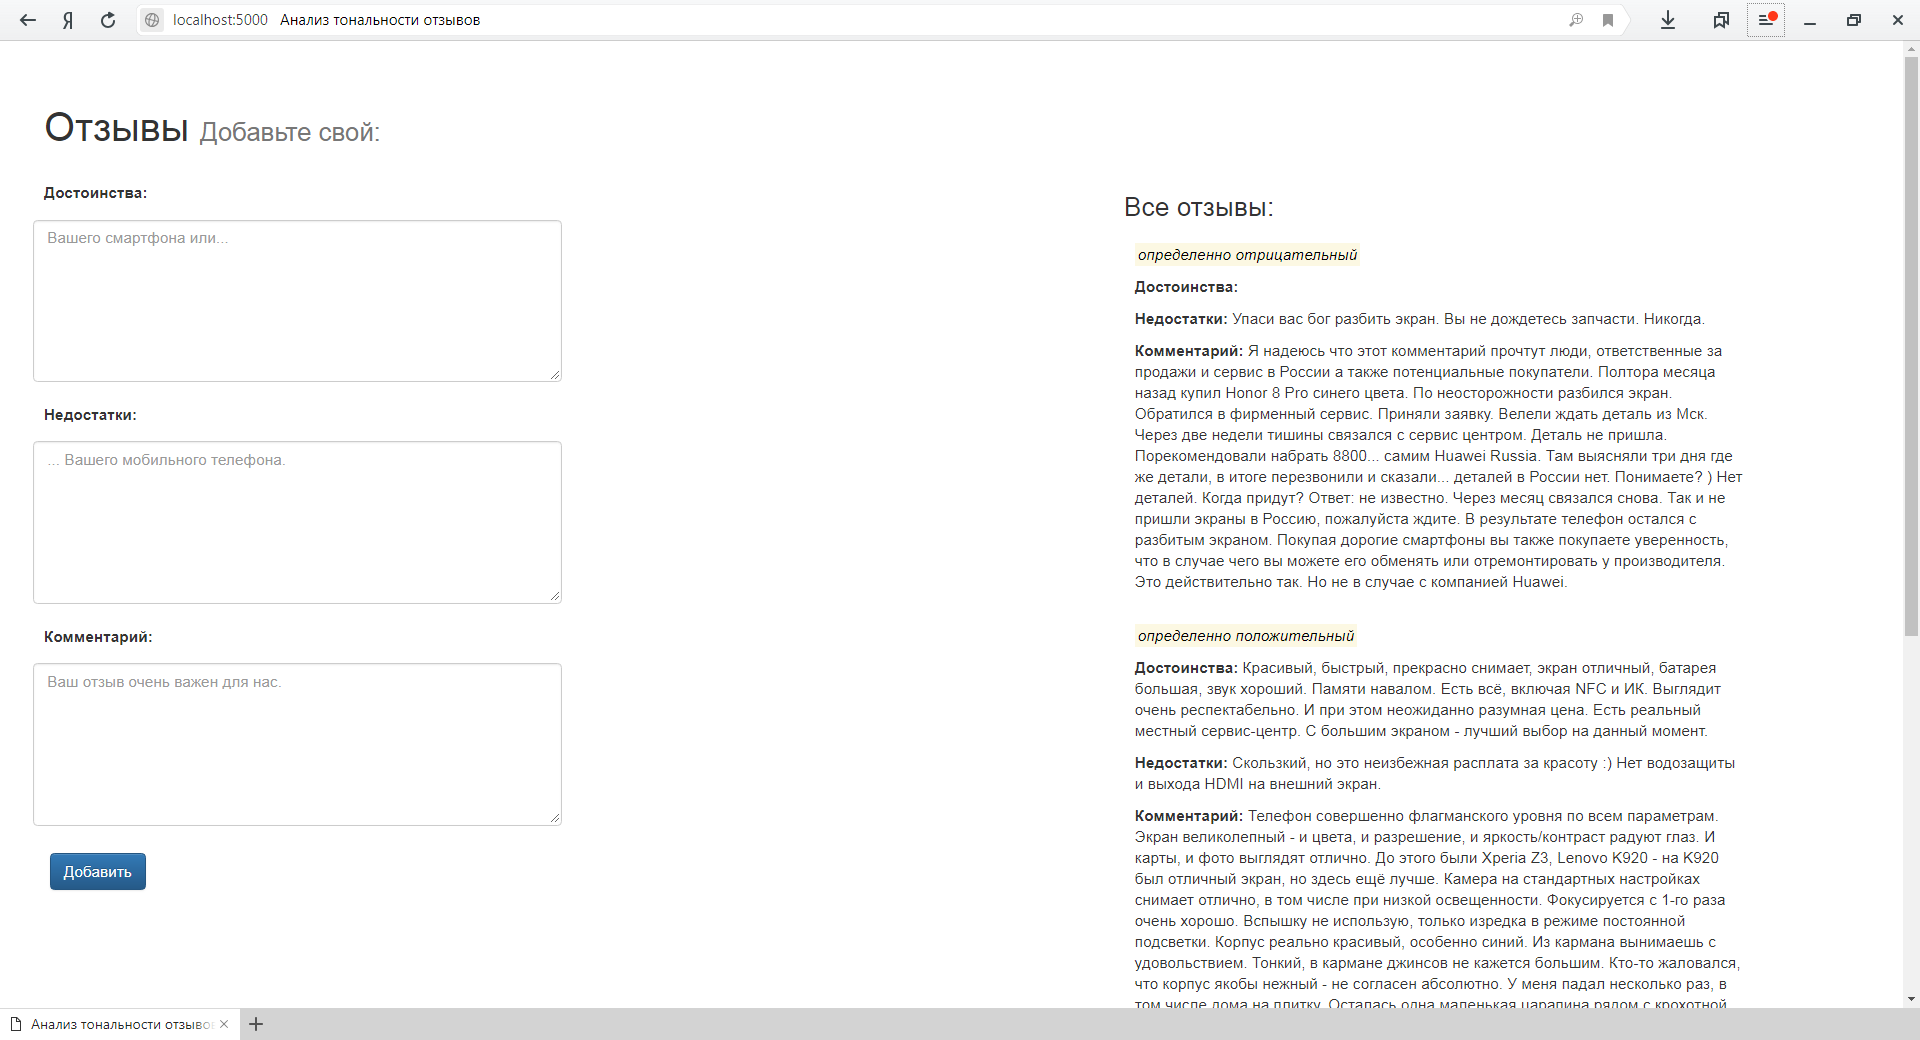 Я
localhost:5000 Анализ тональности отзывов
Отзывы Добавьте свой:
Достоинства:
Вашего смартфона или...
Недостатки:
... Вашего мобильного телефона.
Комментарий:
Ваш отзыв очень важен для нас.
Добавить
Все отзывы:
определенно отрицательный
Достоинства:
Недостатки: Упаси вас бог разбить экран. Вы не дождетесь запчасти. Никогда.
Комментарий: Я надеюсь что этот комментарий прочтут люди, ответственные за
продажи и сервис в России а также потенциальные покупатели. Полтора месяца
назад купил Honor 8 Pro синего цвета. По неосторожности разбился экран.
Обратился в фирменный сервис. Приняли заявку. Велели ждать деталь из Мск.
Через две недели тишины связался с сервис центром. Деталь не пришла.
Порекомендовали набрать 8800... самим Huawei Russia. Там выясняли три дня где
же детали, в итоге перезвонили и сказали... деталей в России нет. Понимаете? ) Нет
деталей. Когда придут? Ответ: не известно. Через месяц связался снова. Так и не
пришли экраны в Россию, пожалуйста ждите. В результате телефон остался с
разбитым экраном. Покупая дорогие смартфоны вы также покупаете уверенность,
что в случае чего вы можете его обменять или отремонтировать у производителя.
Это действительно так. Но не в случае с компанией Huawei.
определенно положительный
Достоинства: Красивый, быстрый, прекрасно снимает, экран отличный, батарея
большая, звук хороший. Памяти навалом. Есть всё, включая NFC и ИК. Выглядит
очень респектабельно. И при этом неожиданно разумная цена. Есть реальный
местный сервис-центр. С большим экраном - лучший выбор на данный момент.
Недостатки: Скользкий, но это неизбежная расплата за красоту :) Нет водозащиты
и выхода HDMI на внешний экран.
Комментарий: Телефон совершенно флагманского уровня по всем параметрам.
Экран великолепный - и цвета, и разрешение, и яркость/контраст радуют глаз. И
карты, и фото выглядят отлично. До этого были Xperia Z3, Lenovo K920 - на K920
был отличный экран, но здесь ещё лучше. Камера на стандартных настройках
снимает отлично, в том числе при низкой освещенности. Фокусируется с 1-го раза
очень хорошо. Вспышку не использую, только изредка в режиме постоянной
подсветки. Корпус реально красивый, особенно синий. Из кармана вынимаешь с
удовольствием. Тонкий, в кармане джинсов не кажется большим. Кто-то жаловался,
что корпус якобы нежный - не согласен абсолютно. У меня падал несколько раз, в
том числе дома на плитку. Осталась одна маленькая царапина рядом с крохотной
Анализ тональности отзыво